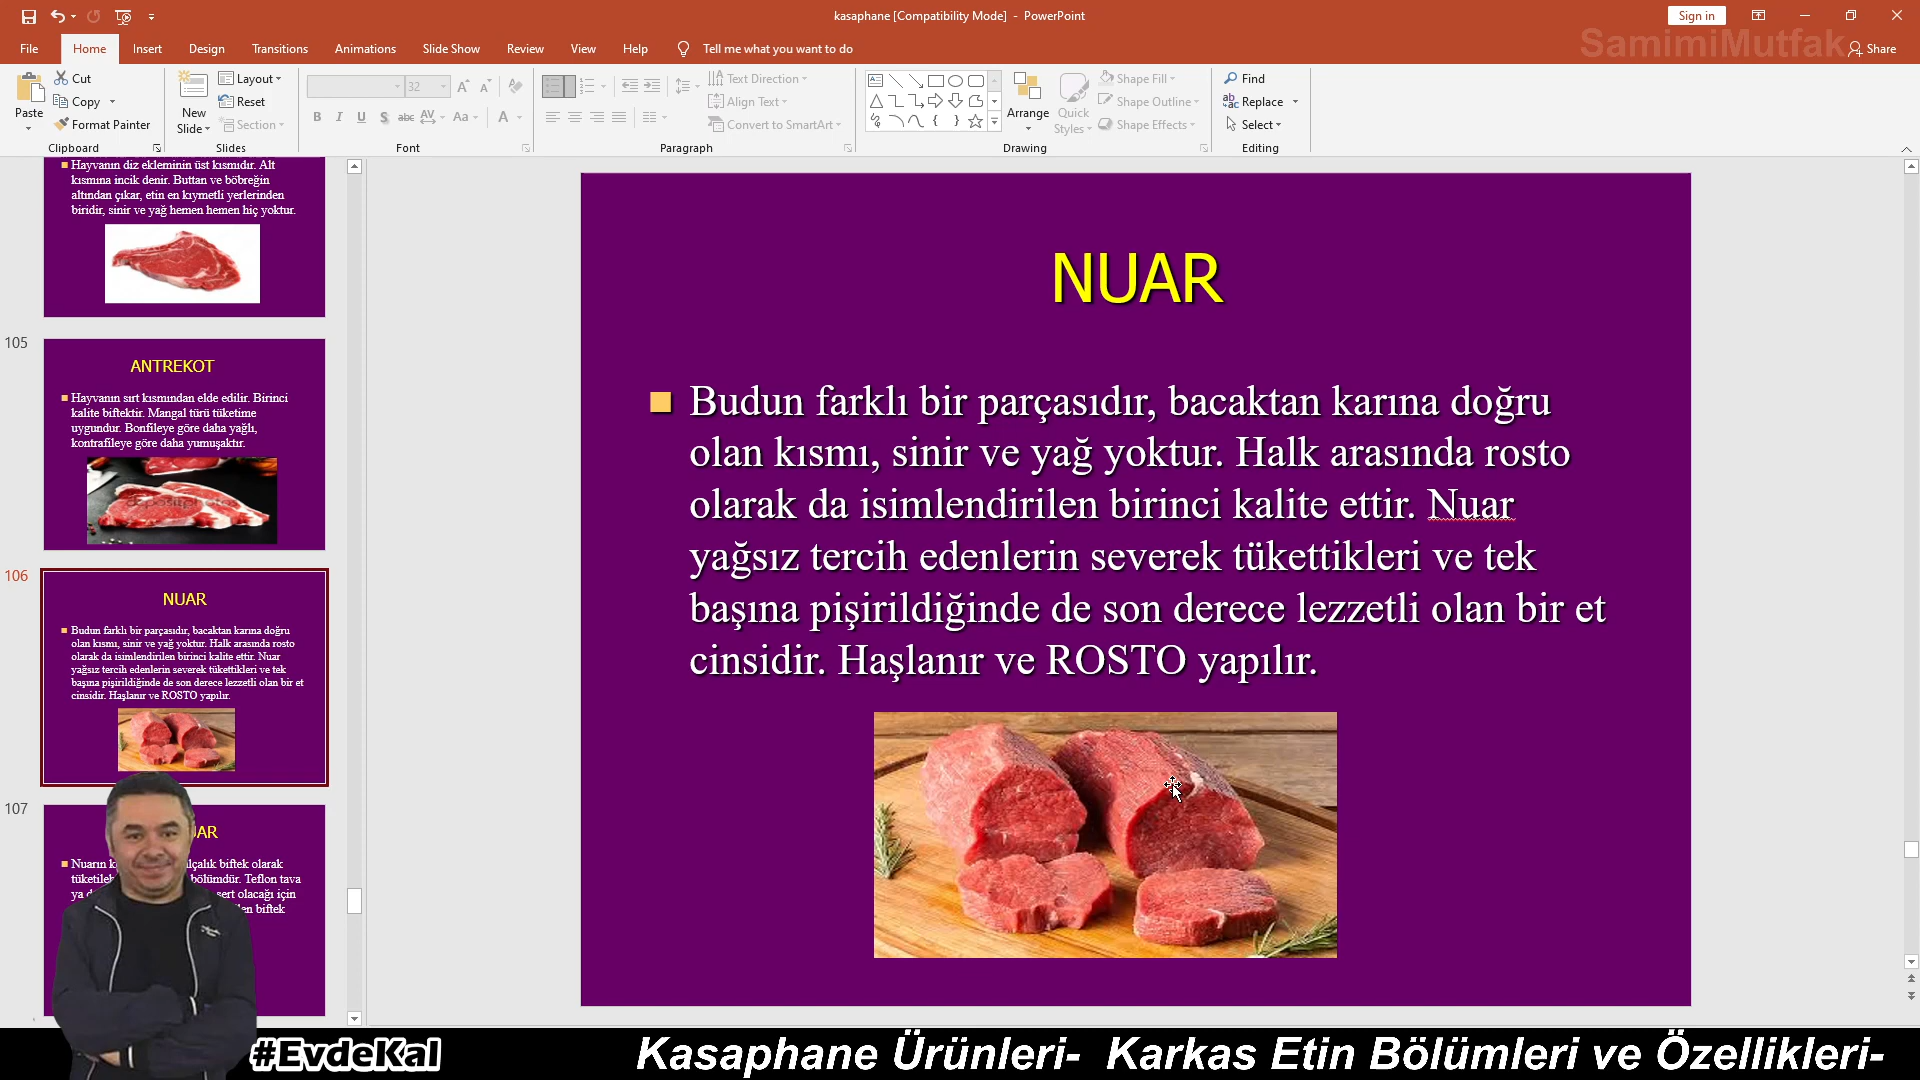 kasaphane [Compatibility Mode] - PowerPoint
Sign in
SamimiMutfak
File Home Insert Design Transitions Animations Slide Show Review View Help Tell me what you want to do
Share
Paste
Cut
Copy
Format Painter
Clipboard
New Slide
Layout
Reset
Section
Slides
32
B I U S abc AV Aa A
Font
Text Direction
Align Text
Convert to SmartArt
Paragraph
Arrange
Quick Styles
Shape Fill
Shape Outline
Shape Effects
Drawing
Find
Replace
Select
Editing
Hayvanın diz ekleminin üst kısmıdır. Alt
kısmına incik denir. Buttan ve böbreğin
altından çıkar, etin en kıymetli yerlerinden
biridir, sinir ve yağ hemen hemen hiç yoktur.
105
ANTREKOT
Hayvanın sırt kısmından elde edilir. Birinci
kalite biftektir. Mangal türü tüketime
uygundur. Bonfileye göre daha yağlı,
kontrafileye göre daha yumuşaktır.
106
NUAR
Budun farklı bir parçasıdır, bacaktan karına doğru
olan kısmı, sinir ve yağ yoktur. Halk arasında rosto
olarak da isimlendirilen birinci kalite ettir. Nuar
yağsız tercih edenlerin severek tükettikleri ve tek
başına pişirildiğinde de son derece lezzetli olan bir et
cinsidir. Haşlanır ve ROSTO yapılır.
107
UAR
Nuarın k lçalık biftek olarak
tüketileb bölümdür. Teflon tava
ya d sert olacağı için
len biftek
NUAR
Budun farklı bir parçasıdır, bacaktan karına doğru
olan kısmı, sinir ve yağ yoktur. Halk arasında rosto
olarak da isimlendirilen birinci kalite ettir. Nuar
yağsız tercih edenlerin severek tükettikleri ve tek
başına pişirildiğinde de son derece lezzetli olan bir et
cinsidir. Haşlanır ve ROSTO yapılır.
#EvdeKal
Kasaphane Ürünleri- Karkas Etin Bölümleri ve Özellikleri-